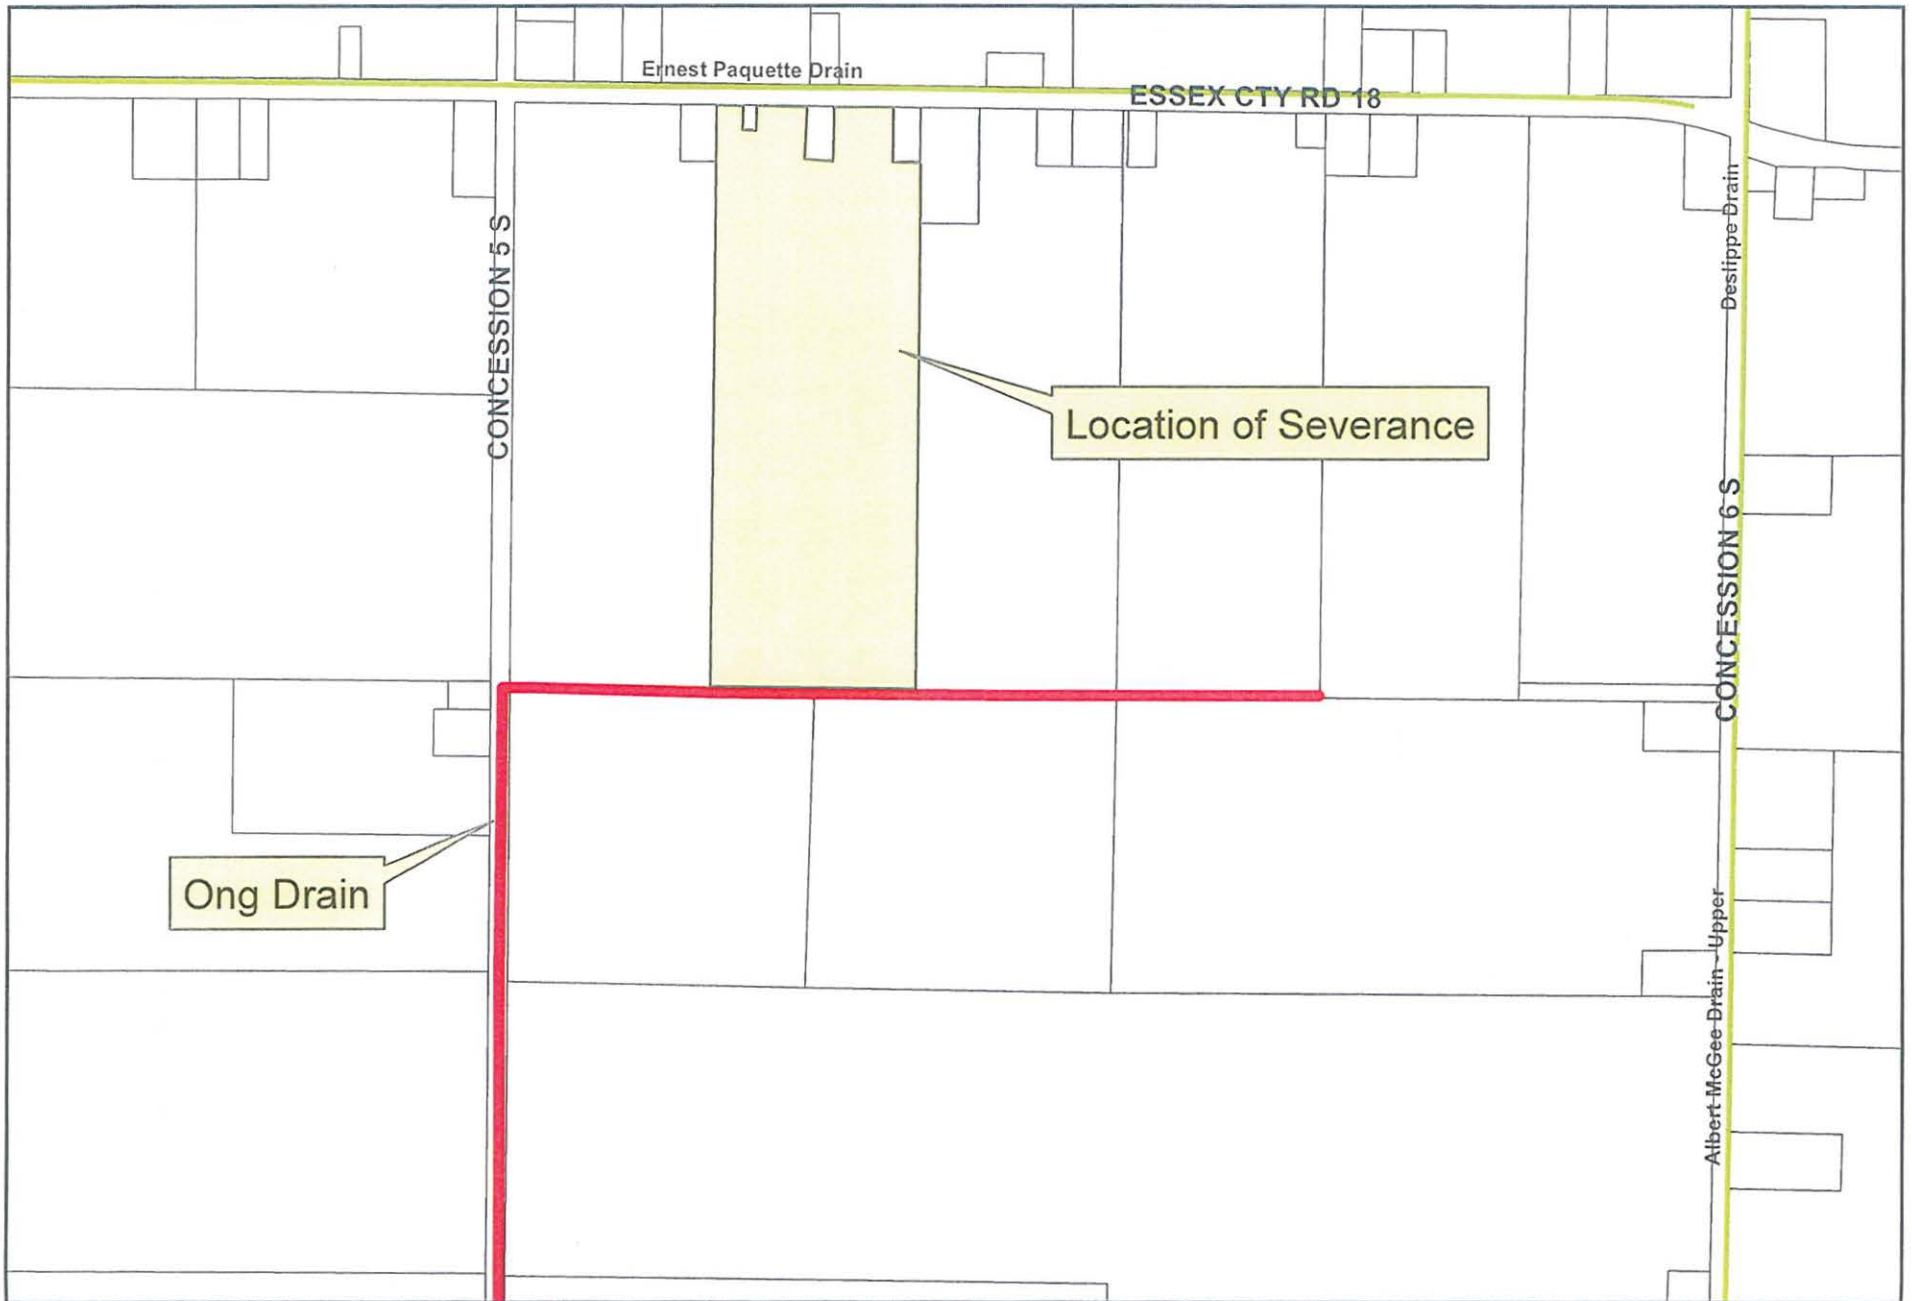 Ernest Paquette Drain
ESSEX CTY RD 18
CONCESSION 5 S
Deslippe Drain
Location of Severance
CONCESSION 6 S
Ong Drain
Albert McGee Drain - Upper